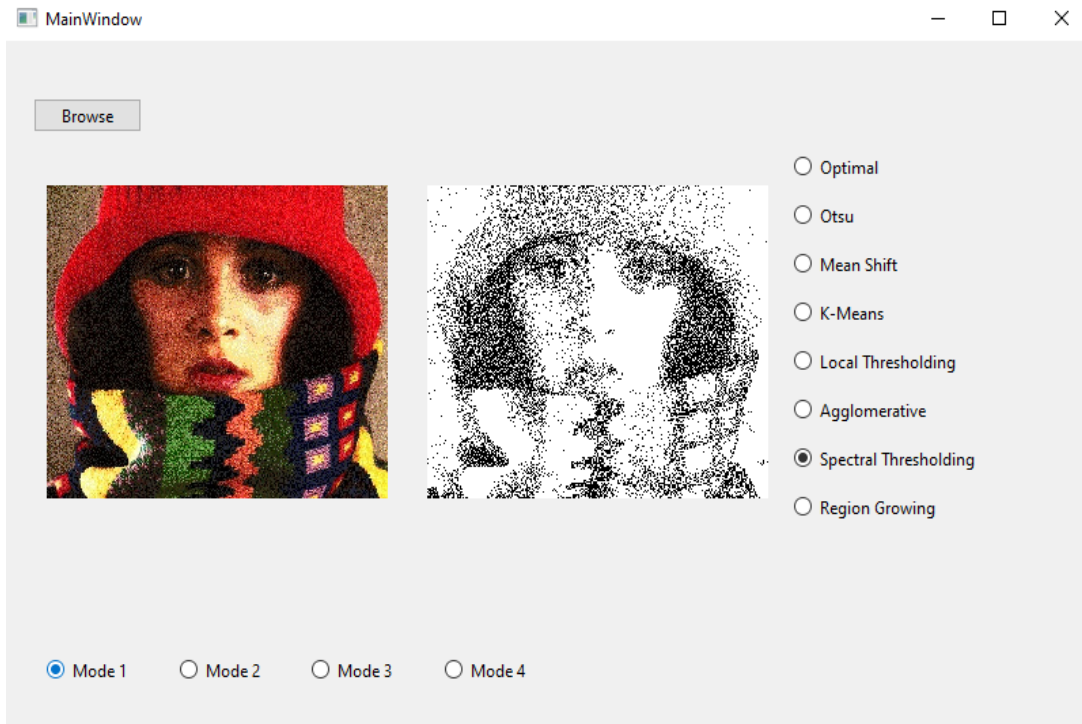 MainWindow
Browse
Optimal
Otsu
Mean Shift
K-Means
Local Thresholding
Agglomerative
Spectral Thresholding
Region Growing
Mode 1
Mode 2
Mode 3
Mode 4